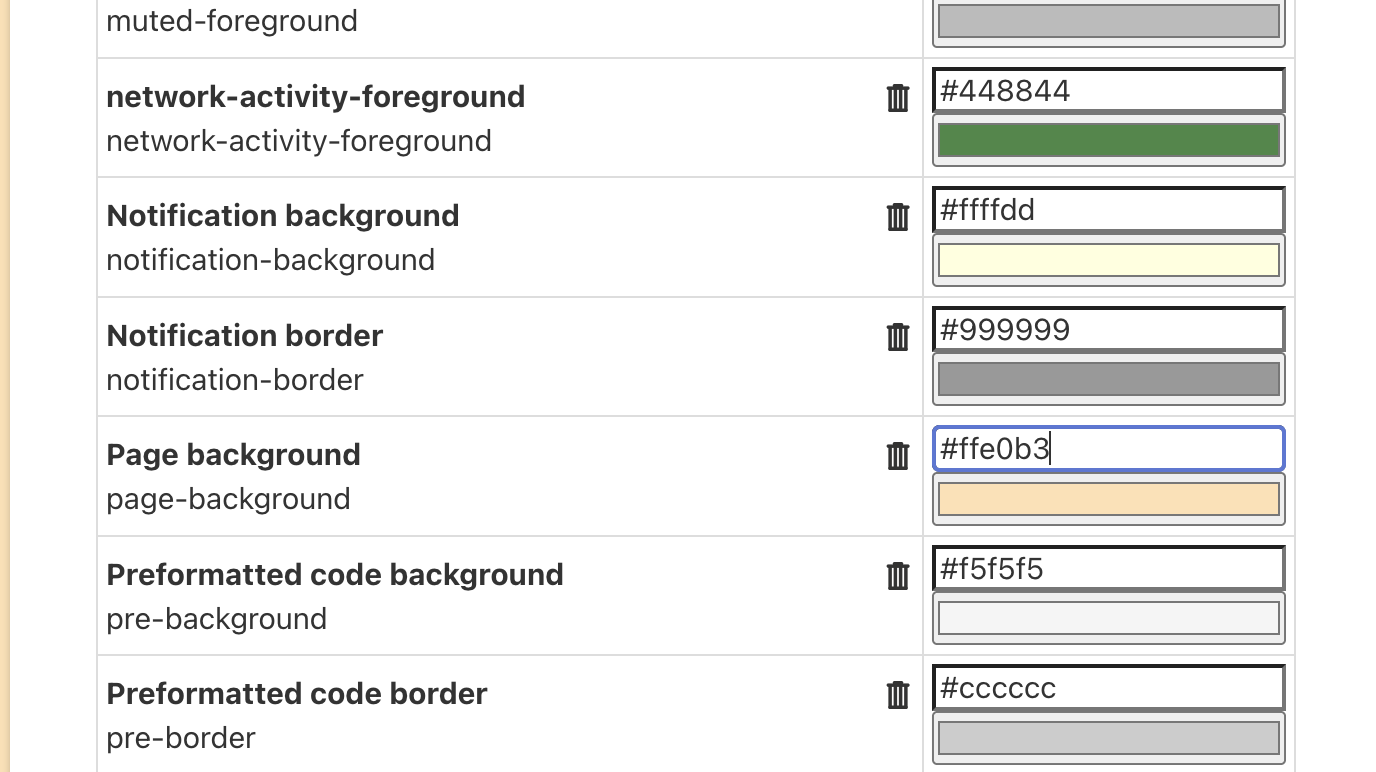 muted-foreground
network-activity-foreground
#448844
network-activity-foreground
Notification background
#ffffdd
notification-background
Notification border
#999999
notification-border
Page background
#ffe0b3
page-background
Preformatted code background
#f5f5f5
pre-background
Preformatted code border
#cccccc
pre-border